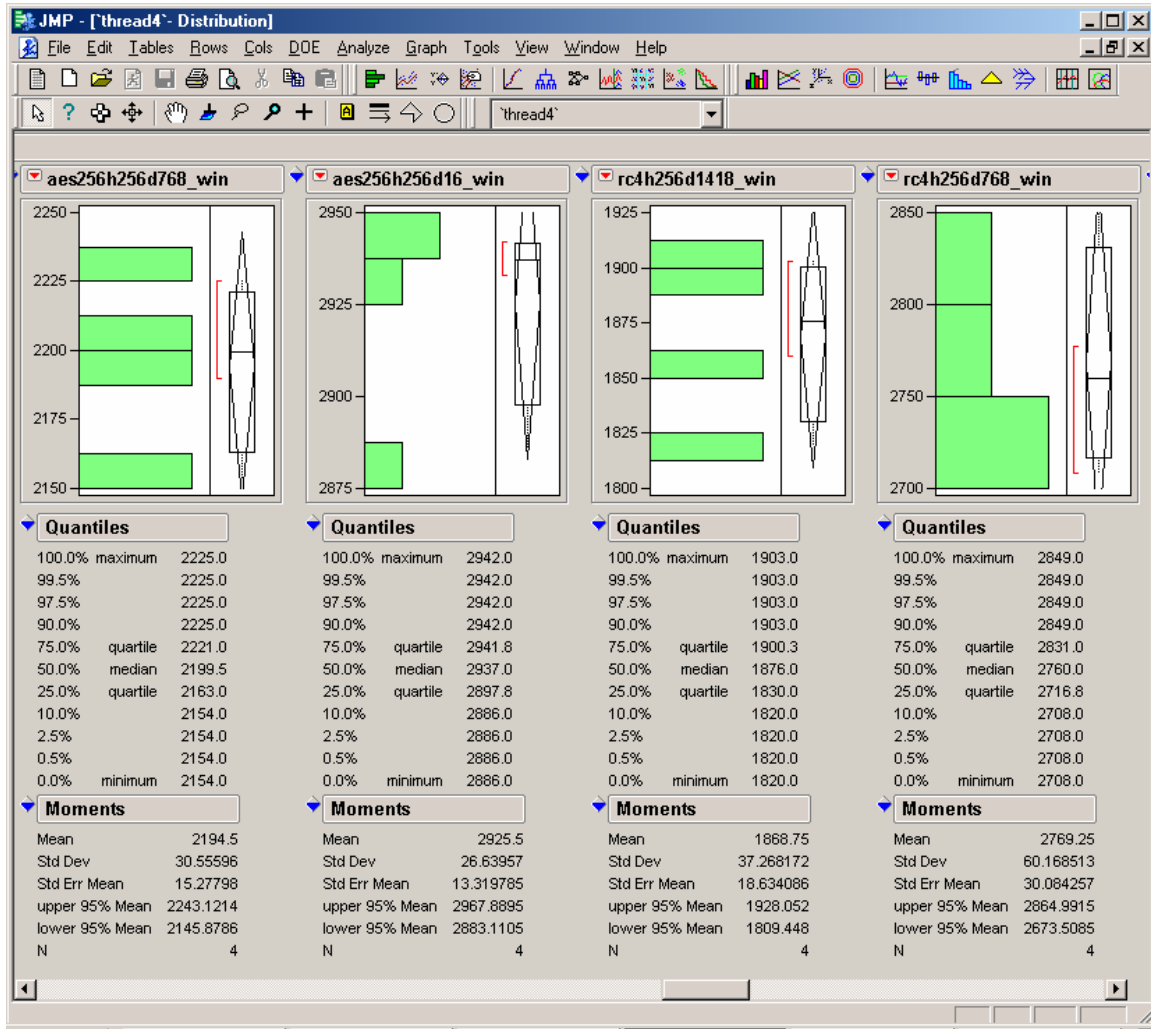 JMP - [`thread4`- Distribution]
File Edit Tables Rows Cols DOE Analyze Graph Tools View Window Help
`thread4`
aes256h256d768_win
2250
2225
2200
2175
2150
Quantiles
100.0% maximum 2225.0
99.5% 2225.0
97.5% 2225.0
90.0% 2225.0
75.0% quartile 2221.0
50.0% median 2199.5
25.0% quartile 2163.0
10.0% 2154.0
2.5% 2154.0
0.5% 2154.0
0.0% minimum 2154.0
Moments
Mean 2194.5
Std Dev 30.55596
Std Err Mean 15.27798
upper 95% Mean 2243.1214
lower 95% Mean 2145.8786
N 4
aes256h256d16_win
2950
2925
2900
2875
Quantiles
100.0% maximum 2942.0
99.5% 2942.0
97.5% 2942.0
90.0% 2942.0
75.0% quartile 2941.8
50.0% median 2937.0
25.0% quartile 2897.8
10.0% 2886.0
2.5% 2886.0
0.5% 2886.0
0.0% minimum 2886.0
Moments
Mean 2925.5
Std Dev 26.63957
Std Err Mean 13.319785
upper 95% Mean 2967.8895
lower 95% Mean 2883.1105
N 4
rc4h256d1418_win
1925
1900
1875
1850
1825
1800
Quantiles
100.0% maximum 1903.0
99.5% 1903.0
97.5% 1903.0
90.0% 1903.0
75.0% quartile 1900.3
50.0% median 1876.0
25.0% quartile 1830.0
10.0% 1820.0
2.5% 1820.0
0.5% 1820.0
0.0% minimum 1820.0
Moments
Mean 1868.75
Std Dev 37.268172
Std Err Mean 18.634086
upper 95% Mean 1928.052
lower 95% Mean 1809.448
N 4
rc4h256d768_win
2850
2800
2750
2700
Quantiles
100.0% maximum 2849.0
99.5% 2849.0
97.5% 2849.0
90.0% 2849.0
75.0% quartile 2831.0
50.0% median 2760.0
25.0% quartile 2716.8
10.0% 2708.0
2.5% 2708.0
0.5% 2708.0
0.0% minimum 2708.0
Moments
Mean 2769.25
Std Dev 60.168513
Std Err Mean 30.084257
upper 95% Mean 2864.9915
lower 95% Mean 2673.5085
N 4